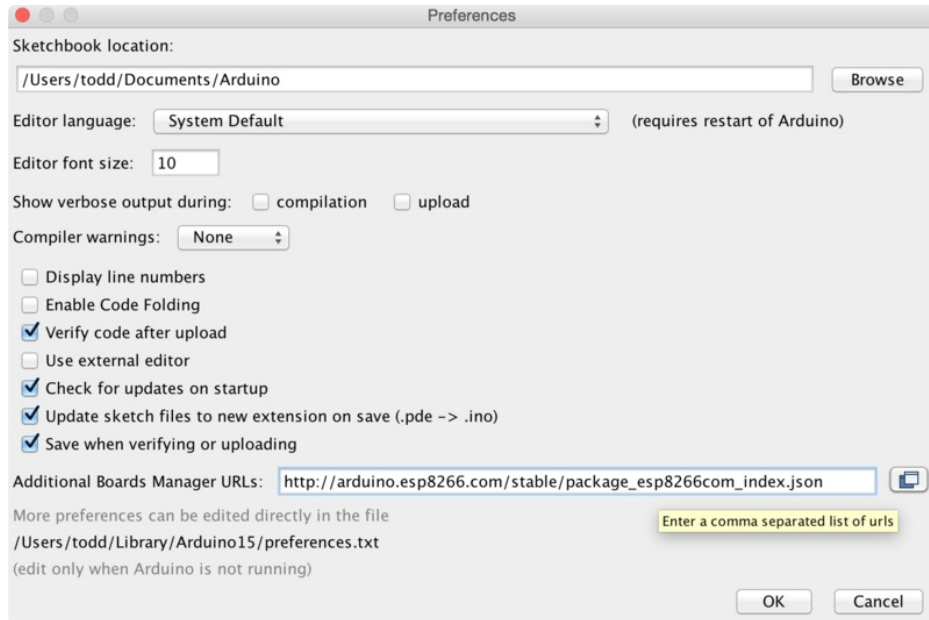 Preferences
Sketchbook location:
/Users/todd/Documents/Arduino Browse
Editor language: System Default (requires restart of Arduino)
Editor font size: 10
Show verbose output during: compilation upload
Compiler warnings: None
Display line numbers
Enable Code Folding
Verify code after upload
Use external editor
Check for updates on startup
Update sketch files to new extension on save (.pde -> .ino)
Save when verifying or uploading
Additional Boards Manager URLs: http://arduino.esp8266.com/stable/package_esp8266com_index.json
More preferences can be edited directly in the file
Enter a comma separated list of urls
/Users/todd/Library/Arduino15/preferences.txt
(edit only when Arduino is not running)
OK Cancel